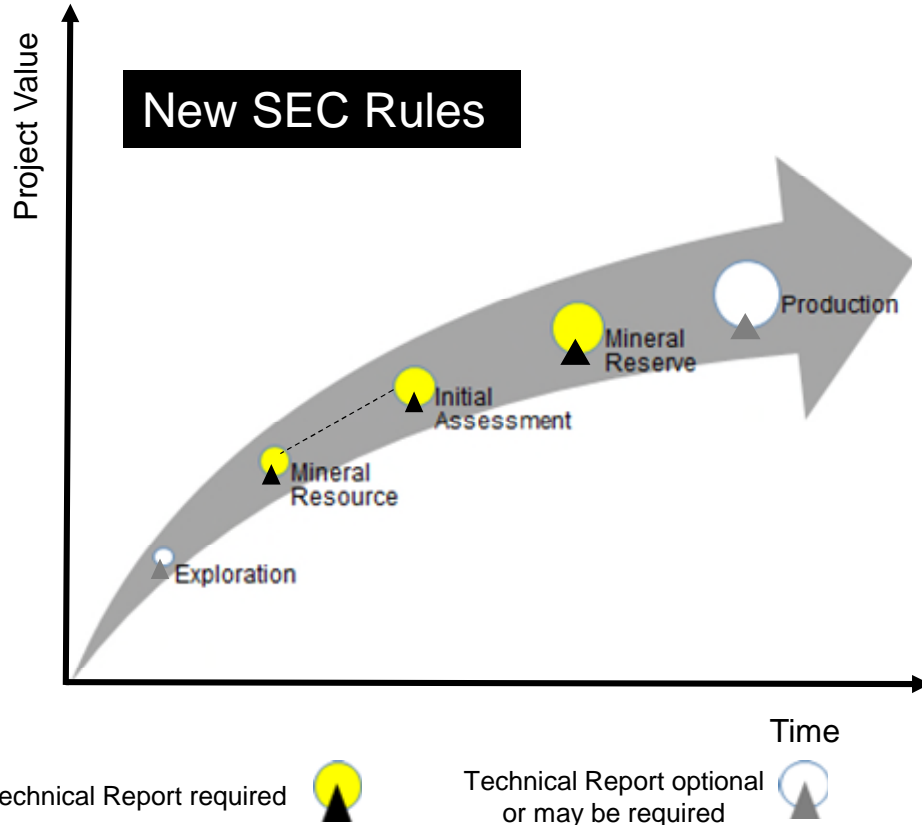 Project Value
New SEC Rules
Production
Mineral
Reserve
Initial
Assessment
Mineral
Resource
Exploration
Time
echnical Report required
Technical Report optional
or may be required